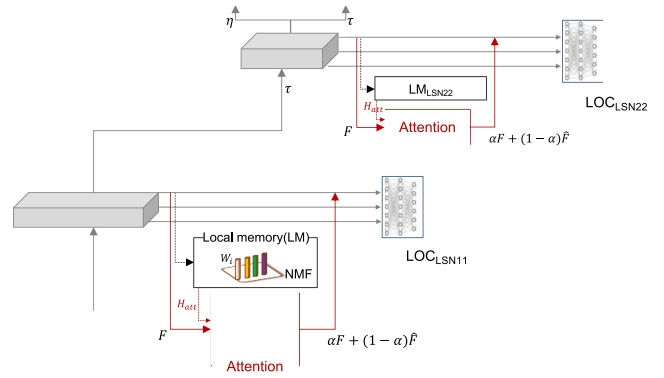 η τ
τ
LM_LSN22
LOC_LSN22
H_att
F
Attention
αF + (1 − α)F̂
Local memory(LM)
W_i
NMF
LOC_LSN11
H_att
F
αF + (1 − α)F̂
Attention